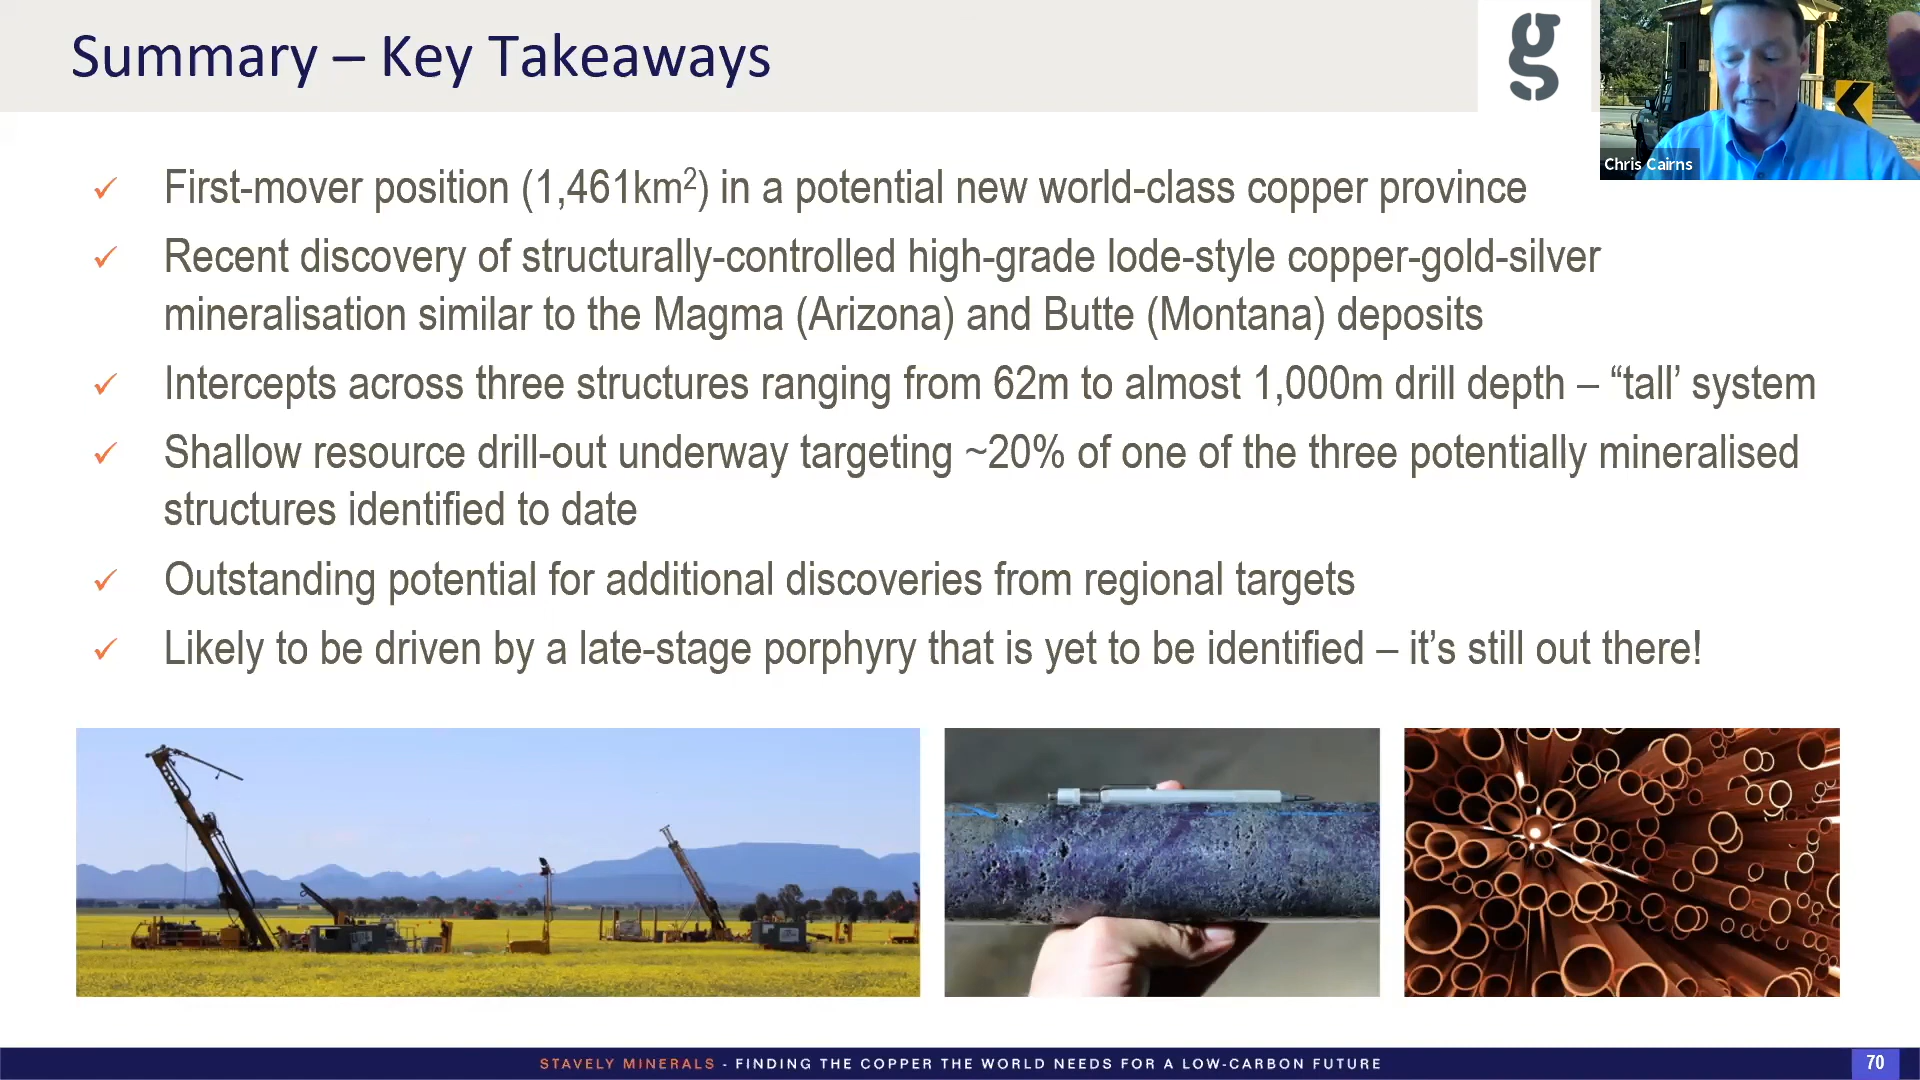 Summary – Key Takeaways
gs
Chris Cairns
First-mover position (1,461km²) in a potential new world-class copper province
Recent discovery of structurally-controlled high-grade lode-style copper-gold-silver
mineralisation similar to the Magma (Arizona) and Butte (Montana) deposits
Intercepts across three structures ranging from 62m to almost 1,000m drill depth – “tall’ system
Shallow resource drill-out underway targeting ~20% of one of the three potentially mineralised
structures identified to date
Outstanding potential for additional discoveries from regional targets
Likely to be driven by a late-stage porphyry that is yet to be identified – it’s still out there!
STAVELY MINERALS - FINDING THE COPPER THE WORLD NEEDS FOR A LOW-CARBON FUTURE
70